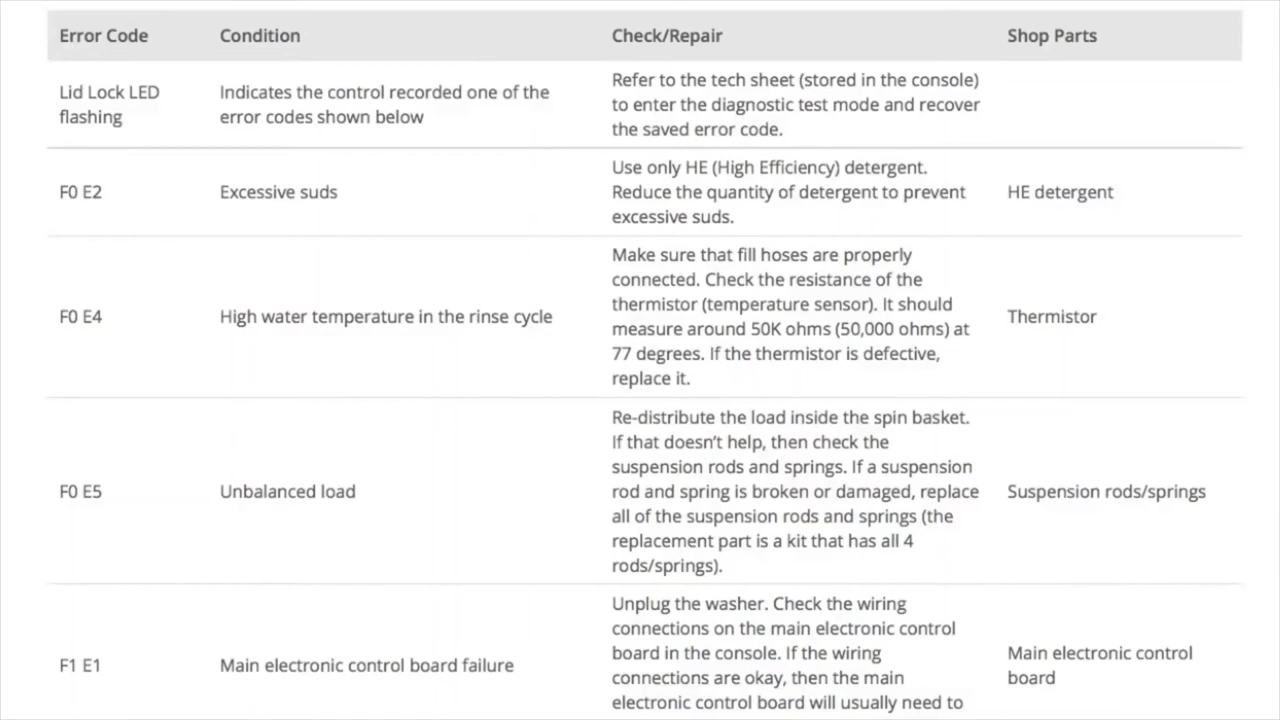 Error Code Condition Check/Repair Shop Parts
Lid Lock LED flashing
Indicates the control recorded one of the error codes shown below
Refer to the tech sheet (stored in the console)
to enter the diagnostic test mode and recover
the saved error code.
F0 E2
Excessive suds
Use only HE (High Efficiency) detergent.
Reduce the quantity of detergent to prevent
excessive suds.
HE detergent
F0 E4
High water temperature in the rinse cycle
Make sure that fill hoses are properly
connected. Check the resistance of the
thermistor (temperature sensor). It should
measure around 50K ohms (50,000 ohms) at
77 degrees. If the thermistor is defective,
replace it.
Thermistor
F0 E5
Unbalanced load
Re-distribute the load inside the spin basket.
If that doesn't help, then check the
suspension rods and springs. If a suspension
rod and spring is broken or damaged, replace
all of the suspension rods and springs (the
replacement part is a kit that has all 4
rods/springs).
Suspension rods/springs
F1 E1
Main electronic control board failure
Unplug the washer. Check the wiring
connections on the main electronic control
board in the console. If the wiring
connections are okay, then the main
electronic control board will usually need to
Main electronic control
board